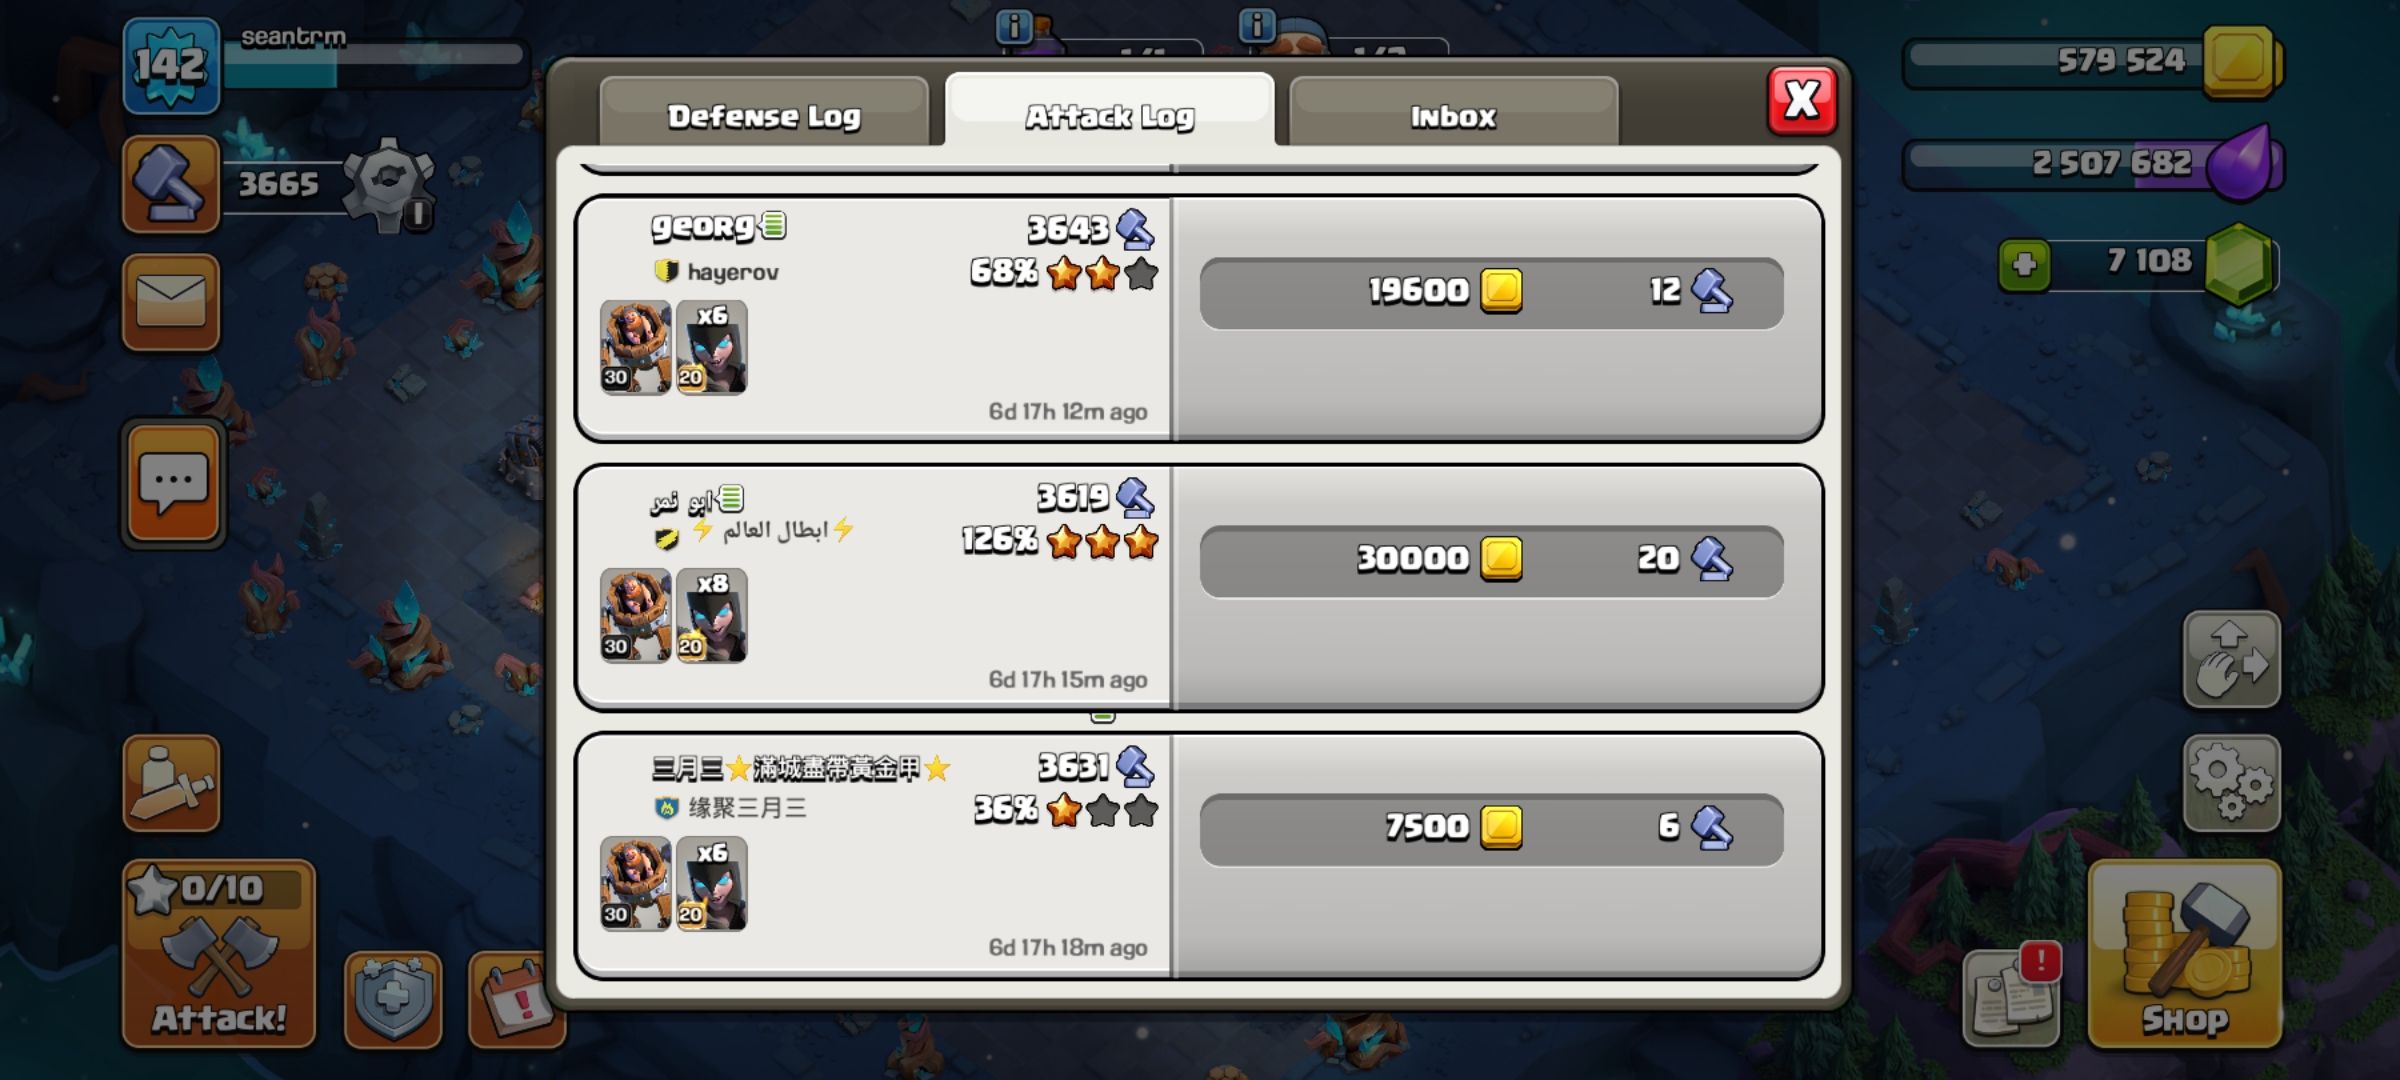 142
seantrm
3665
I
i
i
579 524
2 507 682
7 108
Defense Log
Attack Log
Inbox
X
georg
hayerov
3643
68%
30
x6
20
6d 17h 12m ago
19600
12
ابو نمر
⚡ ابطال العالم ⚡
3619
126%
30
x8
20
6d 17h 15m ago
30000
20
三月三⭐滿城盡帶黃金甲⭐
缘聚三月三
3631
36%
30
x6
20
6d 17h 18m ago
7500
6
0/10
Attack!
!
!
Shop